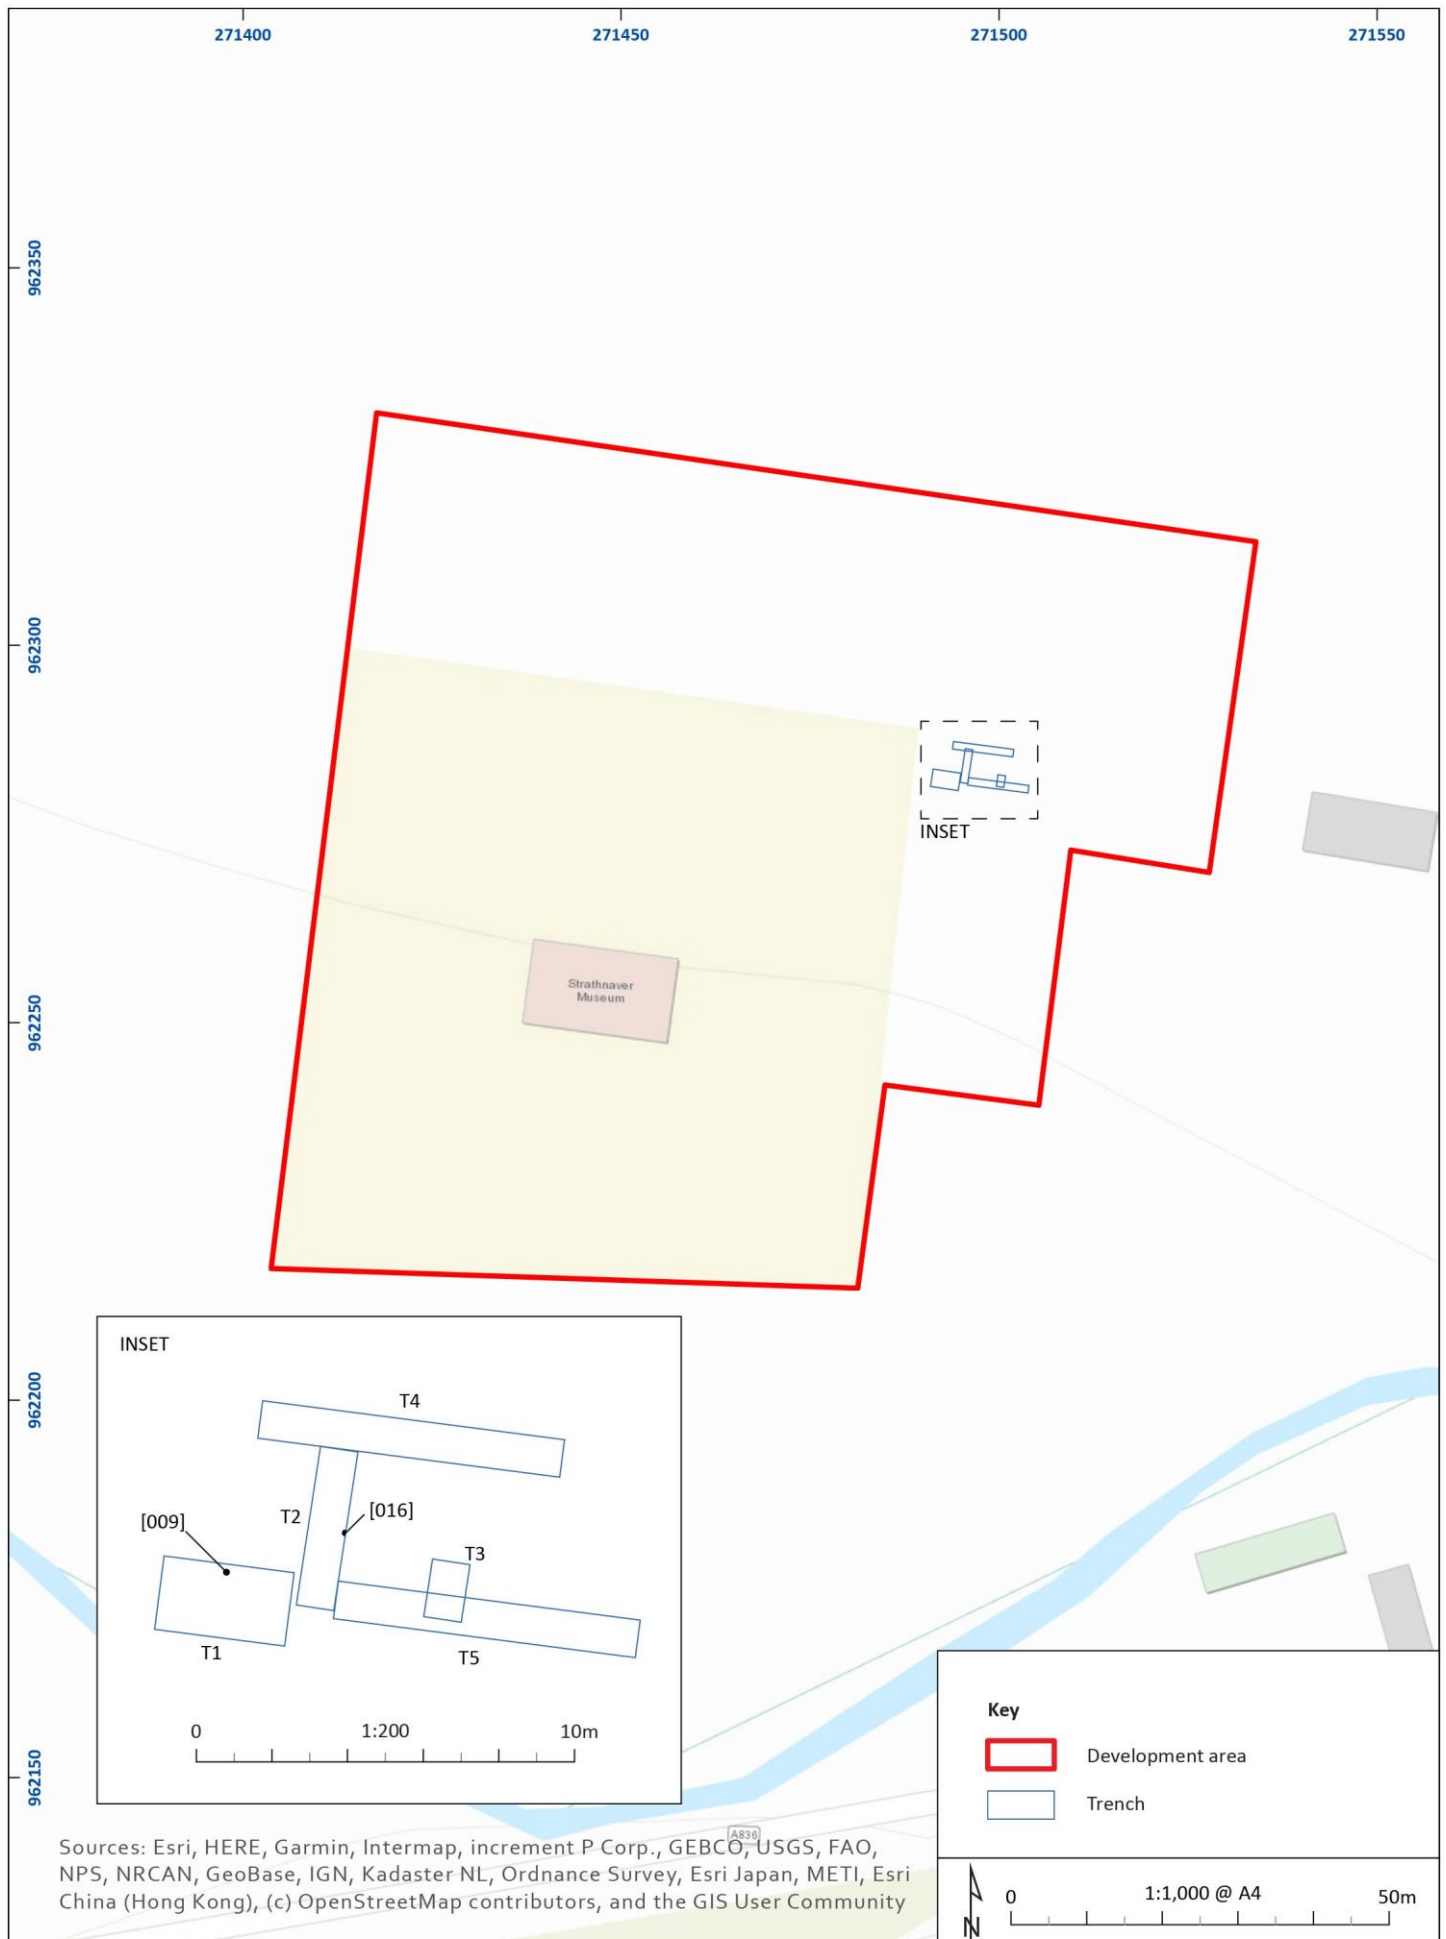 271400
271450
271500
271550
962350
962300
962250
962200
962150
INSET
Strathnaver
Museum
INSET
T4
T2
[016]
[009]
T3
T1
T5
0
1:200
10m
Key
Development area
Trench
A836
Sources: Esri, HERE, Garmin, Intermap, increment P Corp., GEBCO, USGS, FAO,
NPS, NRCAN, GeoBase, IGN, Kadaster NL, Ordnance Survey, Esri Japan, METI, Esri
China (Hong Kong), (c) OpenStreetMap contributors, and the GIS User Community
N
0
1:1,000 @ A4
50m